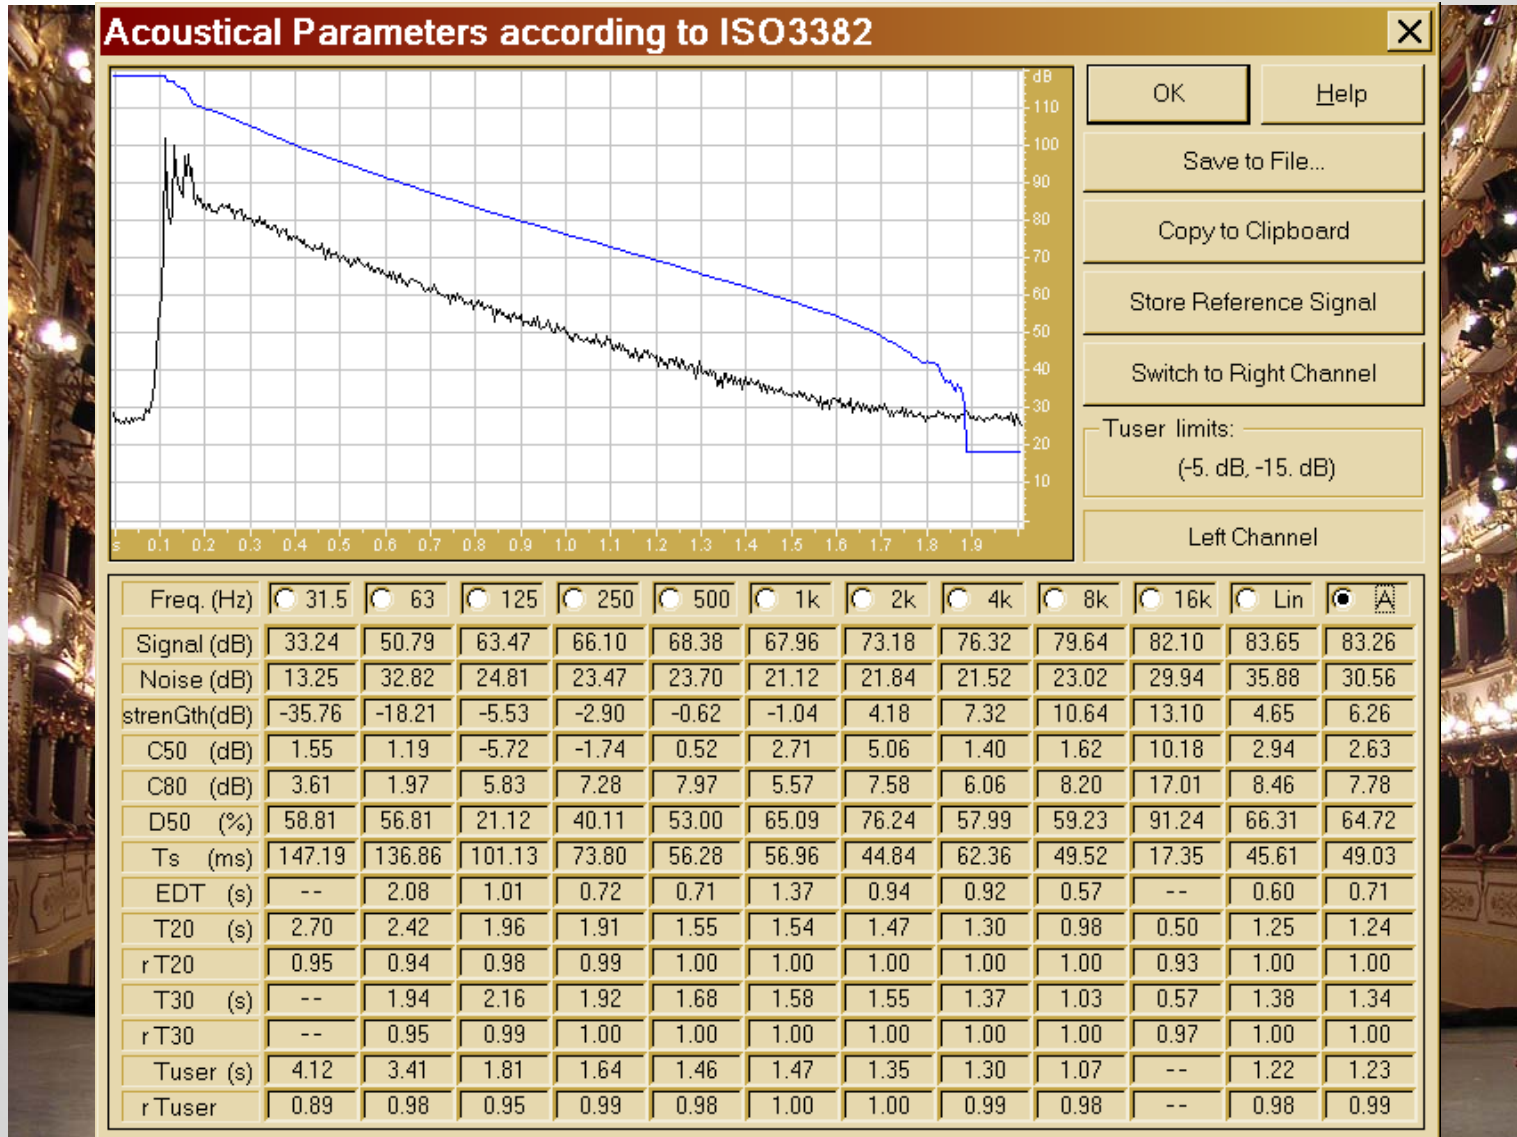 Acoustical Parameters according to ISO3382
dB
110
100
90
80
70
60
50
40
30
20
10
s 0.1 0.2 0.3 0.4 0.5 0.6 0.7 0.8 0.9 1.0 1.1 1.2 1.3 1.4 1.5 1.6 1.7 1.8 1.9
OK Help
Save to File...
Copy to Clipboard
Store Reference Signal
Switch to Right Channel
Tuser limits:
(-5. dB, -15. dB)
Left Channel
Freq. (Hz) 31.5 63 125 250 500 1k 2k 4k 8k 16k Lin A
Signal (dB) 33.24 50.79 63.47 66.10 68.38 67.96 73.18 76.32 79.64 82.10 83.65 83.26
Noise (dB) 13.25 32.82 24.81 23.47 23.70 21.12 21.84 21.52 23.02 29.94 35.88 30.56
strenGth(dB) -35.76 -18.21 -5.53 -2.90 -0.62 -1.04 4.18 7.32 10.64 13.10 4.65 6.26
C50 (dB) 1.55 1.19 -5.72 -1.74 0.52 2.71 5.06 1.40 1.62 10.18 2.94 2.63
C80 (dB) 3.61 1.97 5.83 7.28 7.97 5.57 7.58 6.06 8.20 17.01 8.46 7.78
D50 (%) 58.81 56.81 21.12 40.11 53.00 65.09 76.24 57.99 59.23 91.24 66.31 64.72
Ts (ms) 147.19 136.86 101.13 73.80 56.28 56.96 44.84 62.36 49.52 17.35 45.61 49.03
EDT (s) -- 2.08 1.01 0.72 0.71 1.37 0.94 0.92 0.57 -- 0.60 0.71
T20 (s) 2.70 2.42 1.96 1.91 1.55 1.54 1.47 1.30 0.98 0.50 1.25 1.24
r T20 0.95 0.94 0.98 0.99 1.00 1.00 1.00 1.00 1.00 0.93 1.00 1.00
T30 (s) -- 1.94 2.16 1.92 1.68 1.58 1.55 1.37 1.03 0.57 1.38 1.34
r T30 -- 0.95 0.99 1.00 1.00 1.00 1.00 1.00 1.00 0.97 1.00 1.00
Tuser (s) 4.12 3.41 1.81 1.64 1.46 1.47 1.35 1.30 1.07 -- 1.22 1.23
r Tuser 0.89 0.98 0.95 0.99 0.98 1.00 1.00 0.99 0.98 -- 0.98 0.99